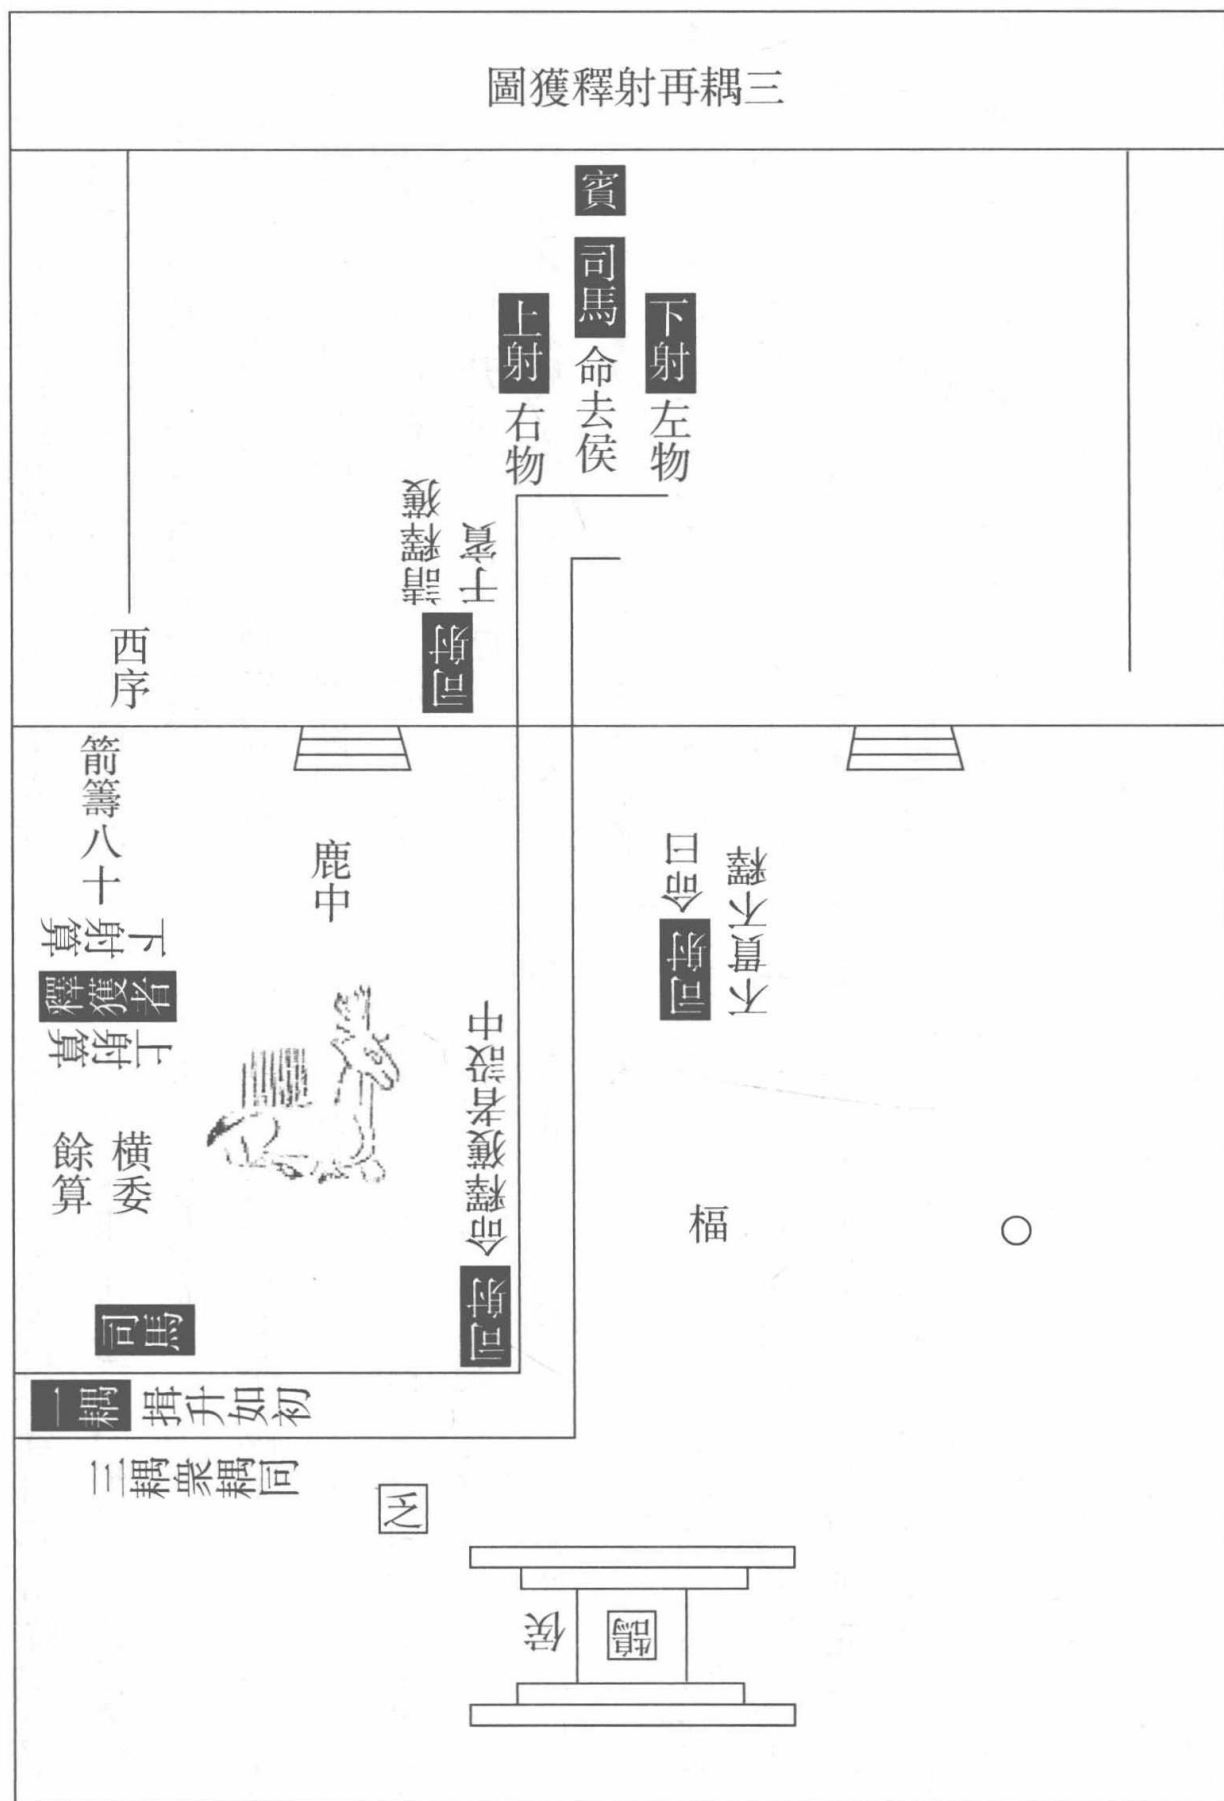 三耦再射釋獲圖
賓
司馬
命去侯
下射
左物
上射
右物
司射
請釋獲
于賓
西序
箭籌八十
鹿中
下射算
釋獲者
上射算
橫委
餘算
司馬
司射
命釋獲者設中
司射
命曰
不貫不釋
楅
一耦
揖升如初
三耦衆耦同
乏
侯
鵠